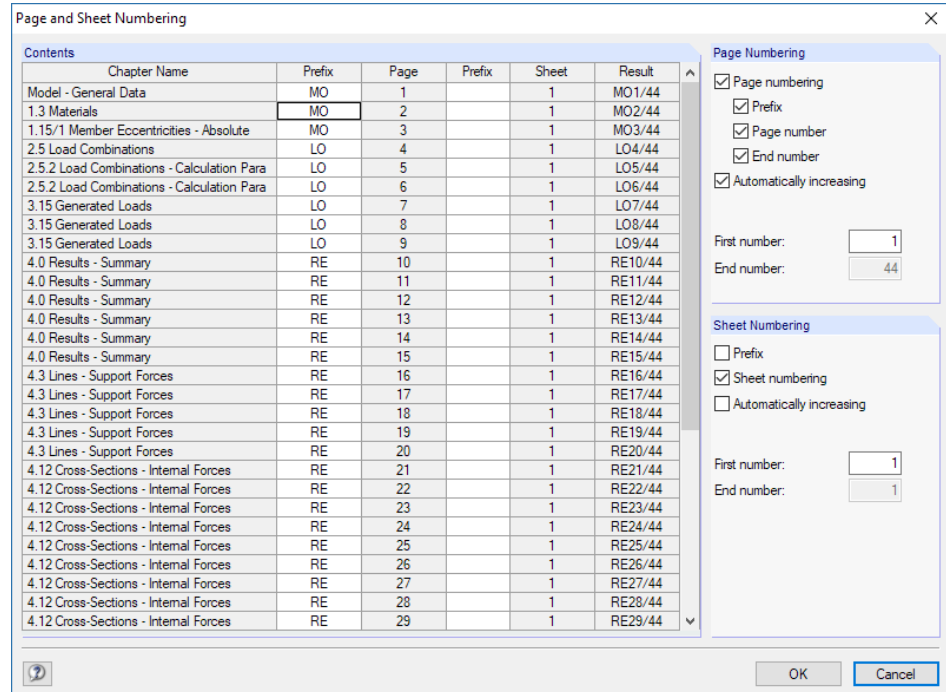 Page and Sheet Numbering
Contents
Chapter Name Prefix Page Prefix Sheet Result
Model - General Data MO 1 1 MO1/44
1.3 Materials MO 2 1 MO2/44
1.15/1 Member Eccentricities - Absolute MO 3 1 MO3/44
2.5 Load Combinations LO 4 1 LO4/44
2.5.2 Load Combinations - Calculation Para LO 5 1 LO5/44
2.5.2 Load Combinations - Calculation Para LO 6 1 LO6/44
3.15 Generated Loads LO 7 1 LO7/44
3.15 Generated Loads LO 8 1 LO8/44
3.15 Generated Loads LO 9 1 LO9/44
4.0 Results - Summary RE 10 1 RE10/44
4.0 Results - Summary RE 11 1 RE11/44
4.0 Results - Summary RE 12 1 RE12/44
4.0 Results - Summary RE 13 1 RE13/44
4.0 Results - Summary RE 14 1 RE14/44
4.0 Results - Summary RE 15 1 RE15/44
4.3 Lines - Support Forces RE 16 1 RE16/44
4.3 Lines - Support Forces RE 17 1 RE17/44
4.3 Lines - Support Forces RE 18 1 RE18/44
4.3 Lines - Support Forces RE 19 1 RE19/44
4.3 Lines - Support Forces RE 20 1 RE20/44
4.12 Cross-Sections - Internal Forces RE 21 1 RE21/44
4.12 Cross-Sections - Internal Forces RE 22 1 RE22/44
4.12 Cross-Sections - Internal Forces RE 23 1 RE23/44
4.12 Cross-Sections - Internal Forces RE 24 1 RE24/44
4.12 Cross-Sections - Internal Forces RE 25 1 RE25/44
4.12 Cross-Sections - Internal Forces RE 26 1 RE26/44
4.12 Cross-Sections - Internal Forces RE 27 1 RE27/44
4.12 Cross-Sections - Internal Forces RE 28 1 RE28/44
4.12 Cross-Sections - Internal Forces RE 29 1 RE29/44
Page Numbering
Page numbering
Prefix
Page number
End number
Automatically increasing
First number: 1
End number: 44
Sheet Numbering
Prefix
Sheet numbering
Automatically increasing
First number: 1
End number: 1
OK Cancel